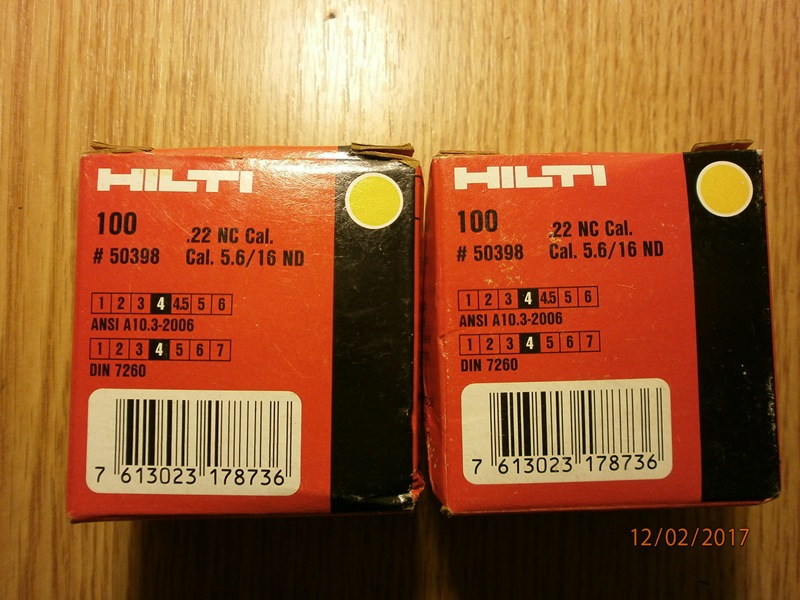 HILTI
100
.22 NC Cal.
# 50398 Cal. 5.6/16 ND
1 2 3 4 4.5 5 6
ANSI A10.3-2006
1 2 3 4 5 6 7
DIN 7260
7 613023 178736
HILTI
100
.22 NC Cal.
# 50398 Cal. 5.6/16 ND
1 2 3 4 4.5 5 6
ANSI A10.3-2006
1 2 3 4 5 6 7
DIN 7260
7 613023 178736
12/02/2017